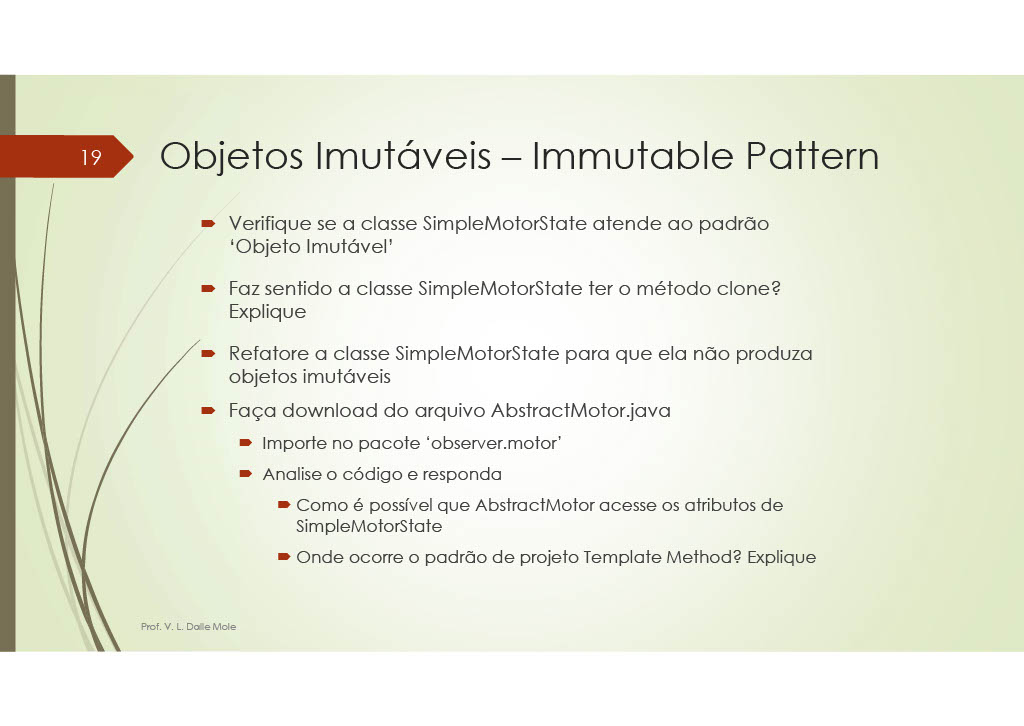 19
Objetos Imutáveis – Immutable Pattern
Verifique se a classe SimpleMotorState atende ao padrão
‘Objeto Imutável’
Faz sentido a classe SimpleMotorState ter o método clone?
Explique
Refatore a classe SimpleMotorState para que ela não produza
objetos imutáveis
Faça download do arquivo AbstractMotor.java
Importe no pacote ‘observer.motor’
Analise o código e responda
Como é possível que AbstractMotor acesse os atributos de
SimpleMotorState
Onde ocorre o padrão de projeto Template Method? Explique
Prof. V. L. Dalle Mole